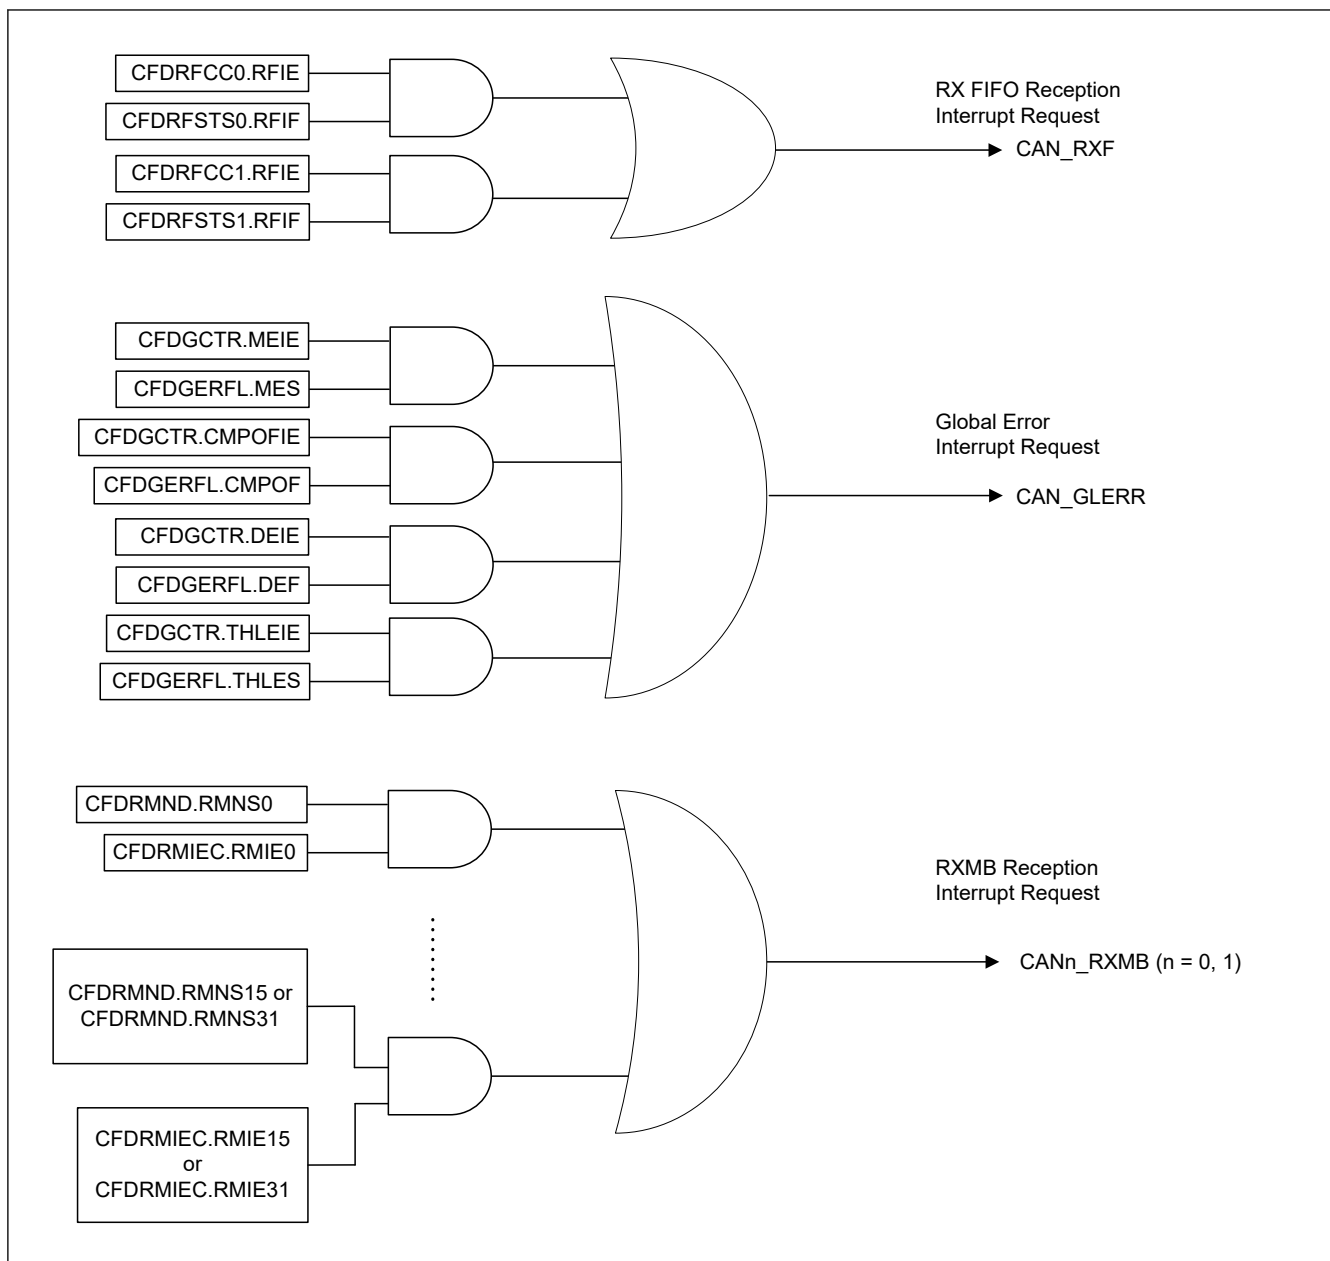 CFDRFCC0.RFIE
CFDRFSTS0.RFIF
CFDRFCC1.RFIE
CFDRFSTS1.RFIF
RX FIFO Reception
Interrupt Request
CAN_RXF
CFDGCTR.MEIE
CFDGERFL.MES
CFDGCTR.CMPOFIE
CFDGERFL.CMPOF
CFDGCTR.DEIE
CFDGERFL.DEF
CFDGCTR.THLEIE
CFDGERFL.THLES
Global Error
Interrupt Request
CAN_GLERR
CFDRMND.RMNS0
CFDRMIEC.RMIE0
CFDRMND.RMNS15 or
CFDRMND.RMNS31
CFDRMIEC.RMIE15
or
CFDRMIEC.RMIE31
RXMB Reception
Interrupt Request
CANn_RXMB (n = 0, 1)